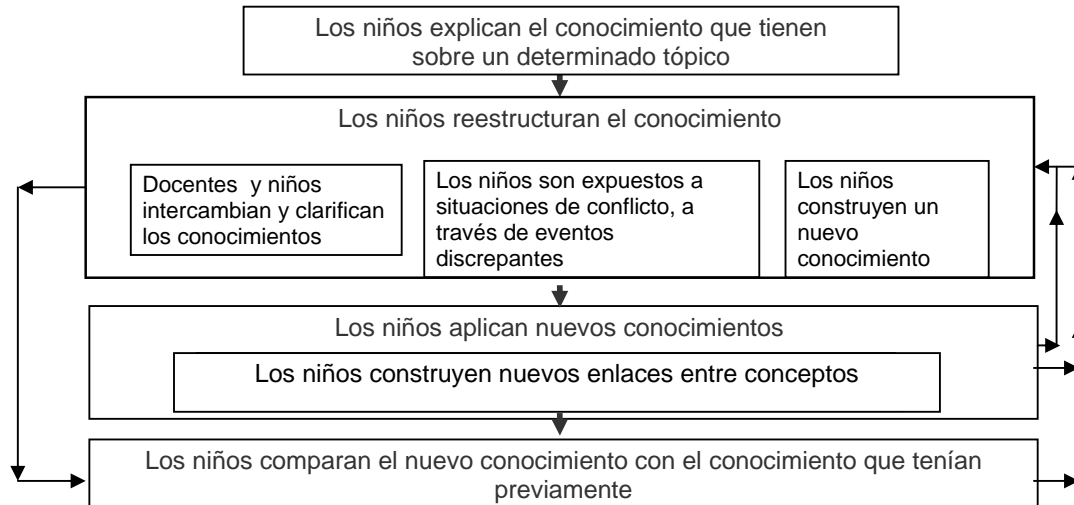 Los niños explican el conocimiento que tienen
sobre un determinado tópico
Los niños reestructuran el conocimiento
Docentes y niños
intercambian y clarifican
los conocimientos
Los niños son expuestos a
situaciones de conflicto, a
través de eventos
discrepantes
Los niños
construyen un
nuevo
conocimiento
Los niños aplican nuevos conocimientos
Los niños construyen nuevos enlaces entre conceptos
Los niños comparan el nuevo conocimiento con el conocimiento que tenían
previamente